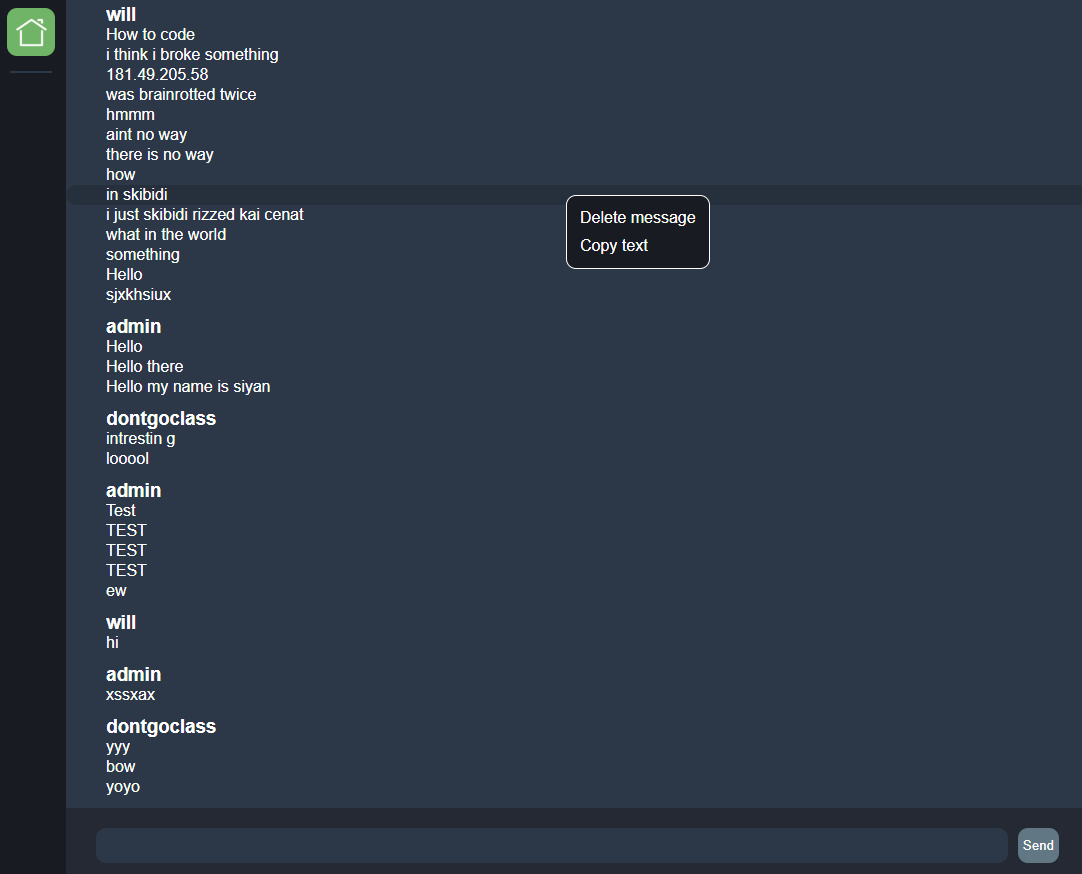 will
How to code
i think i broke something
181.49.205.58
was brainrotted twice
hmmm
aint no way
there is no way
how
in skibidi
i just skibidi rizzed kai cenat
what in the world
something
Hello
sjxkhsiux
Delete message
Copy text
admin
Hello
Hello there
Hello my name is siyan
dontgoclass
intrestin g
looool
admin
Test
TEST
TEST
TEST
ew
will
hi
admin
xssxax
dontgoclass
yyy
bow
yoyo
Send